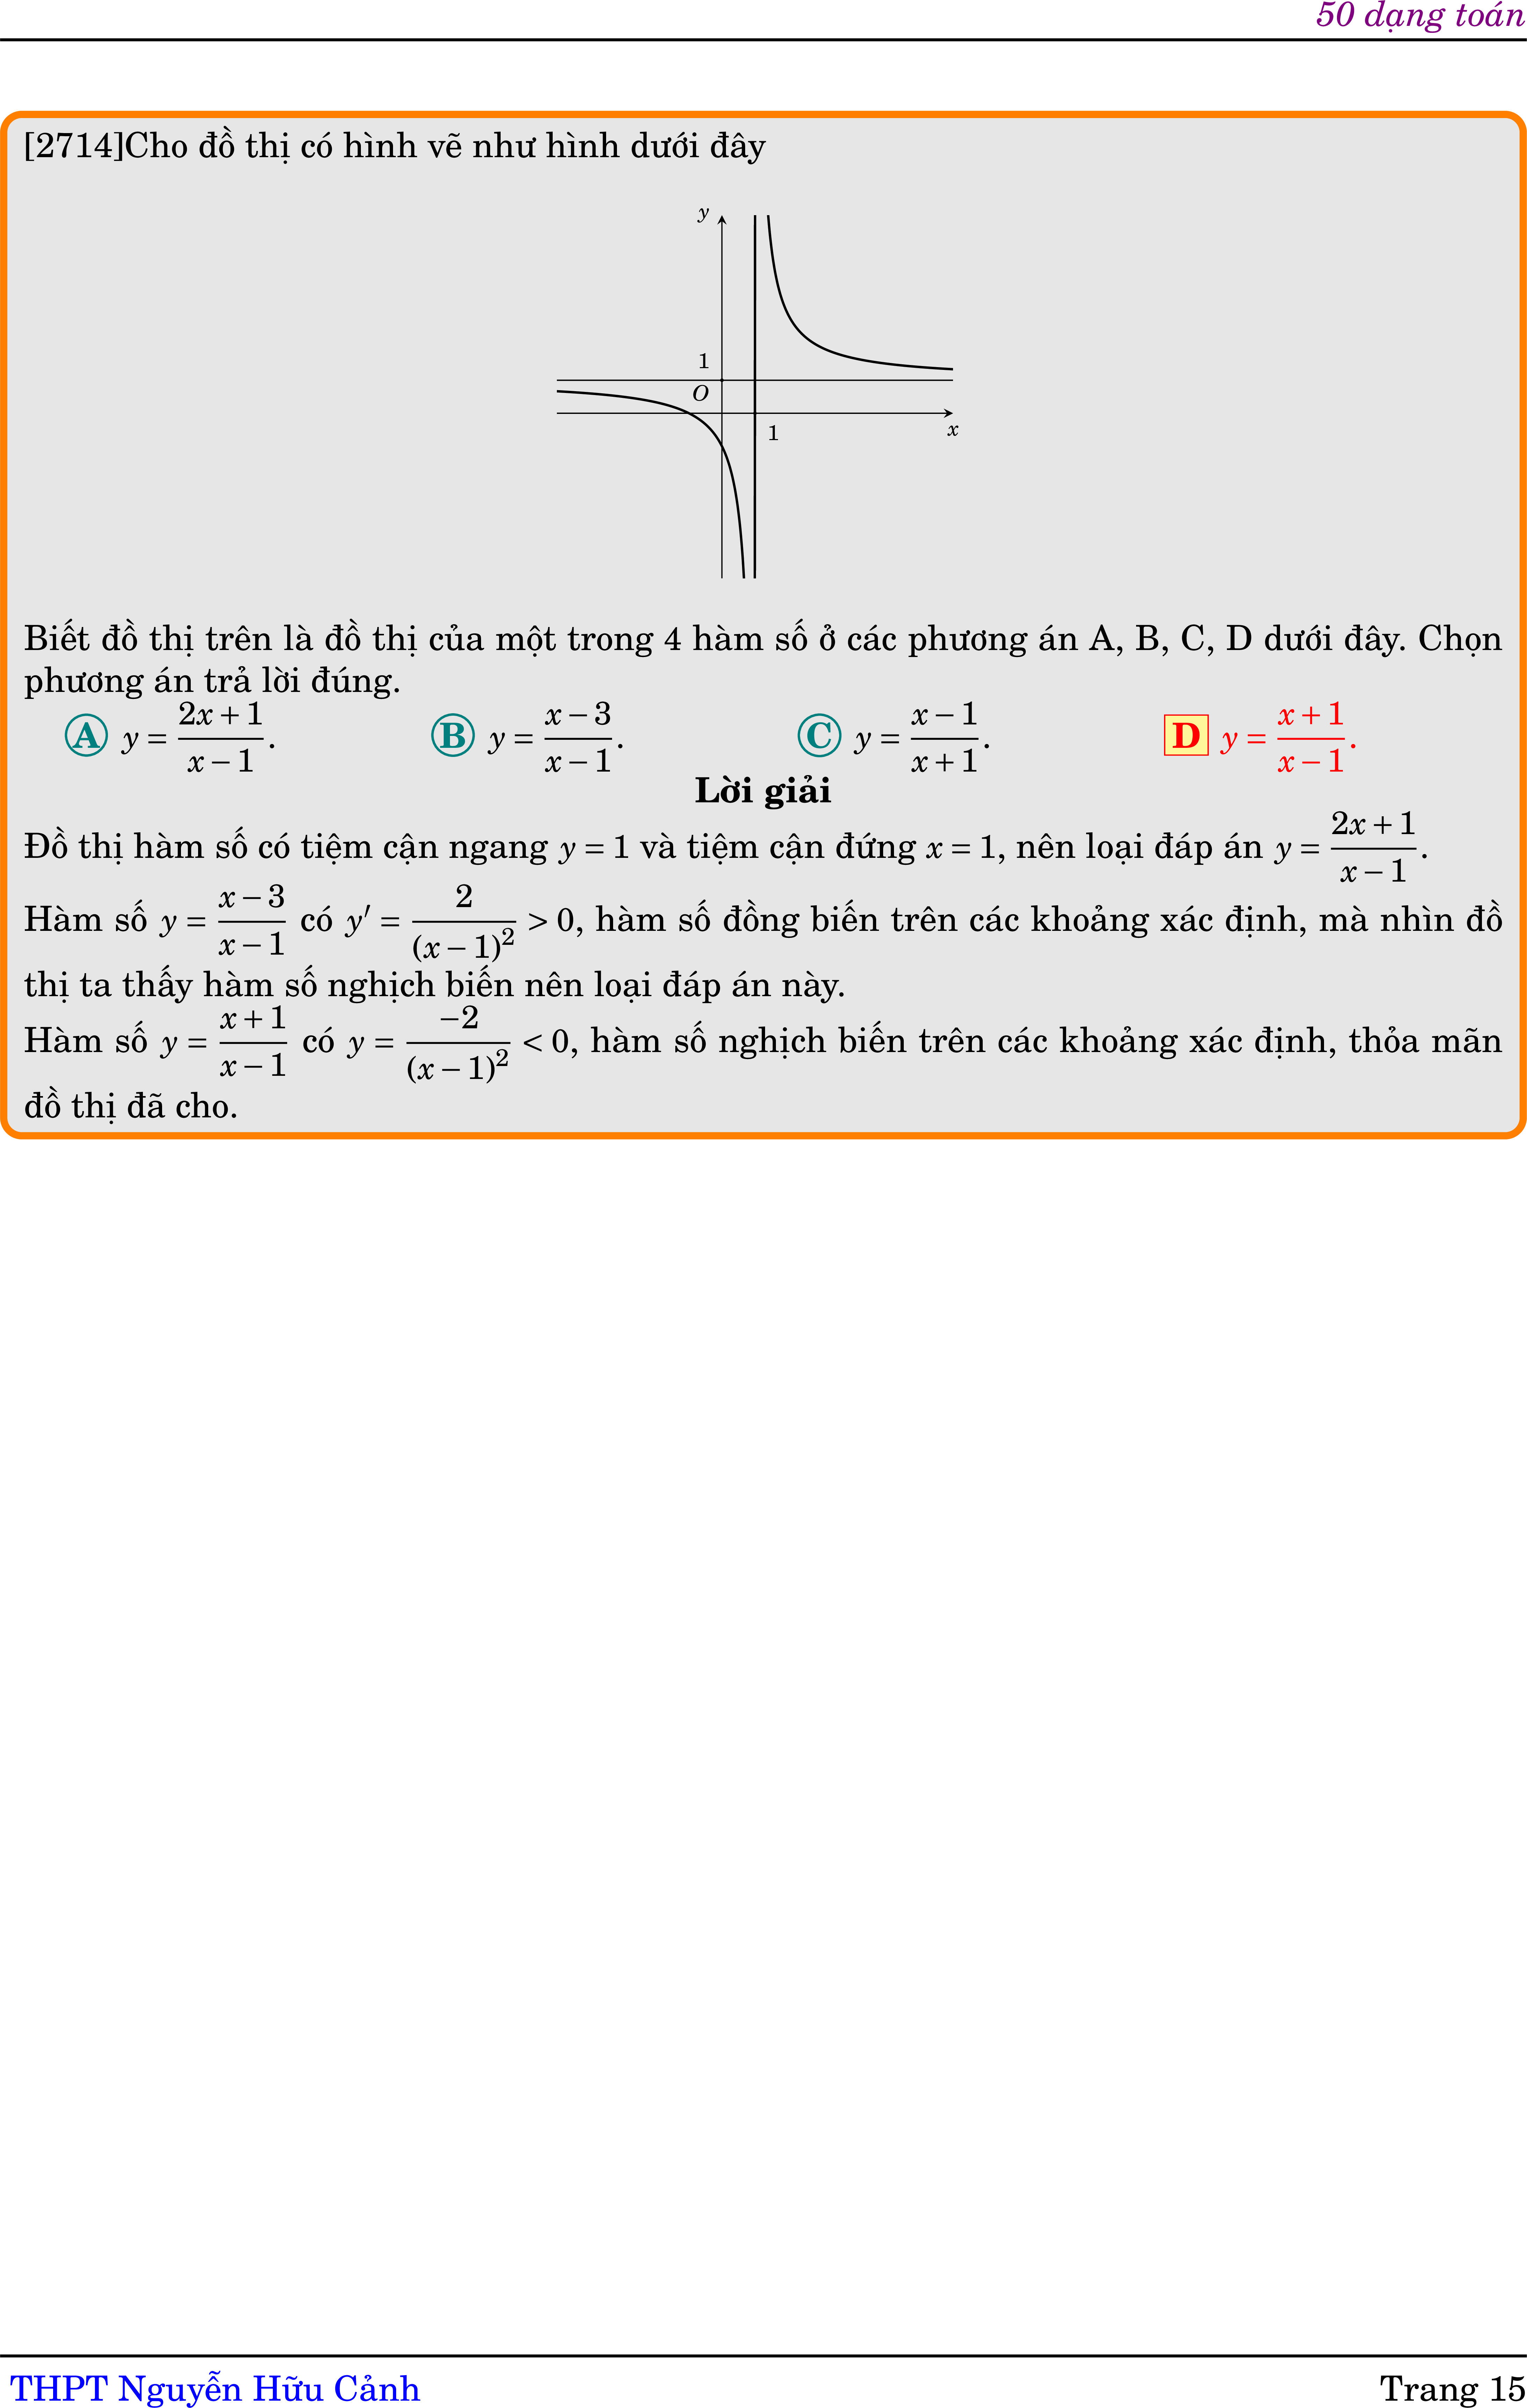 50 dạng toán
[2714]Cho đồ thị có hình vẽ như hình dưới đây
y
1
O
1
x
Biết đồ thị trên là đồ thị của một trong 4 hàm số ở các phương án A, B, C, D dưới đây. Chọn
phương án trả lời đúng.
A y = \frac{2x+1}{x-1}. B y = \frac{x-3}{x-1}. C y = \frac{x-1}{x+1}. D y = \frac{x+1}{x-1}.
Lời giải
Đồ thị hàm số có tiệm cận ngang y = 1 và tiệm cận đứng x = 1, nên loại đáp án y = \frac{2x+1}{x-1}.
Hàm số y = \frac{x-3}{x-1} có y′ = \frac{2}{(x-1)^2} > 0, hàm số đồng biến trên các khoảng xác định, mà nhìn đồ
thị ta thấy hàm số nghịch biến nên loại đáp án này.
Hàm số y = \frac{x+1}{x-1} có y = \frac{-2}{(x-1)^2} < 0, hàm số nghịch biến trên các khoảng xác định, thỏa mãn
đồ thị đã cho.
THPT Nguyễn Hữu Cảnh Trang 15